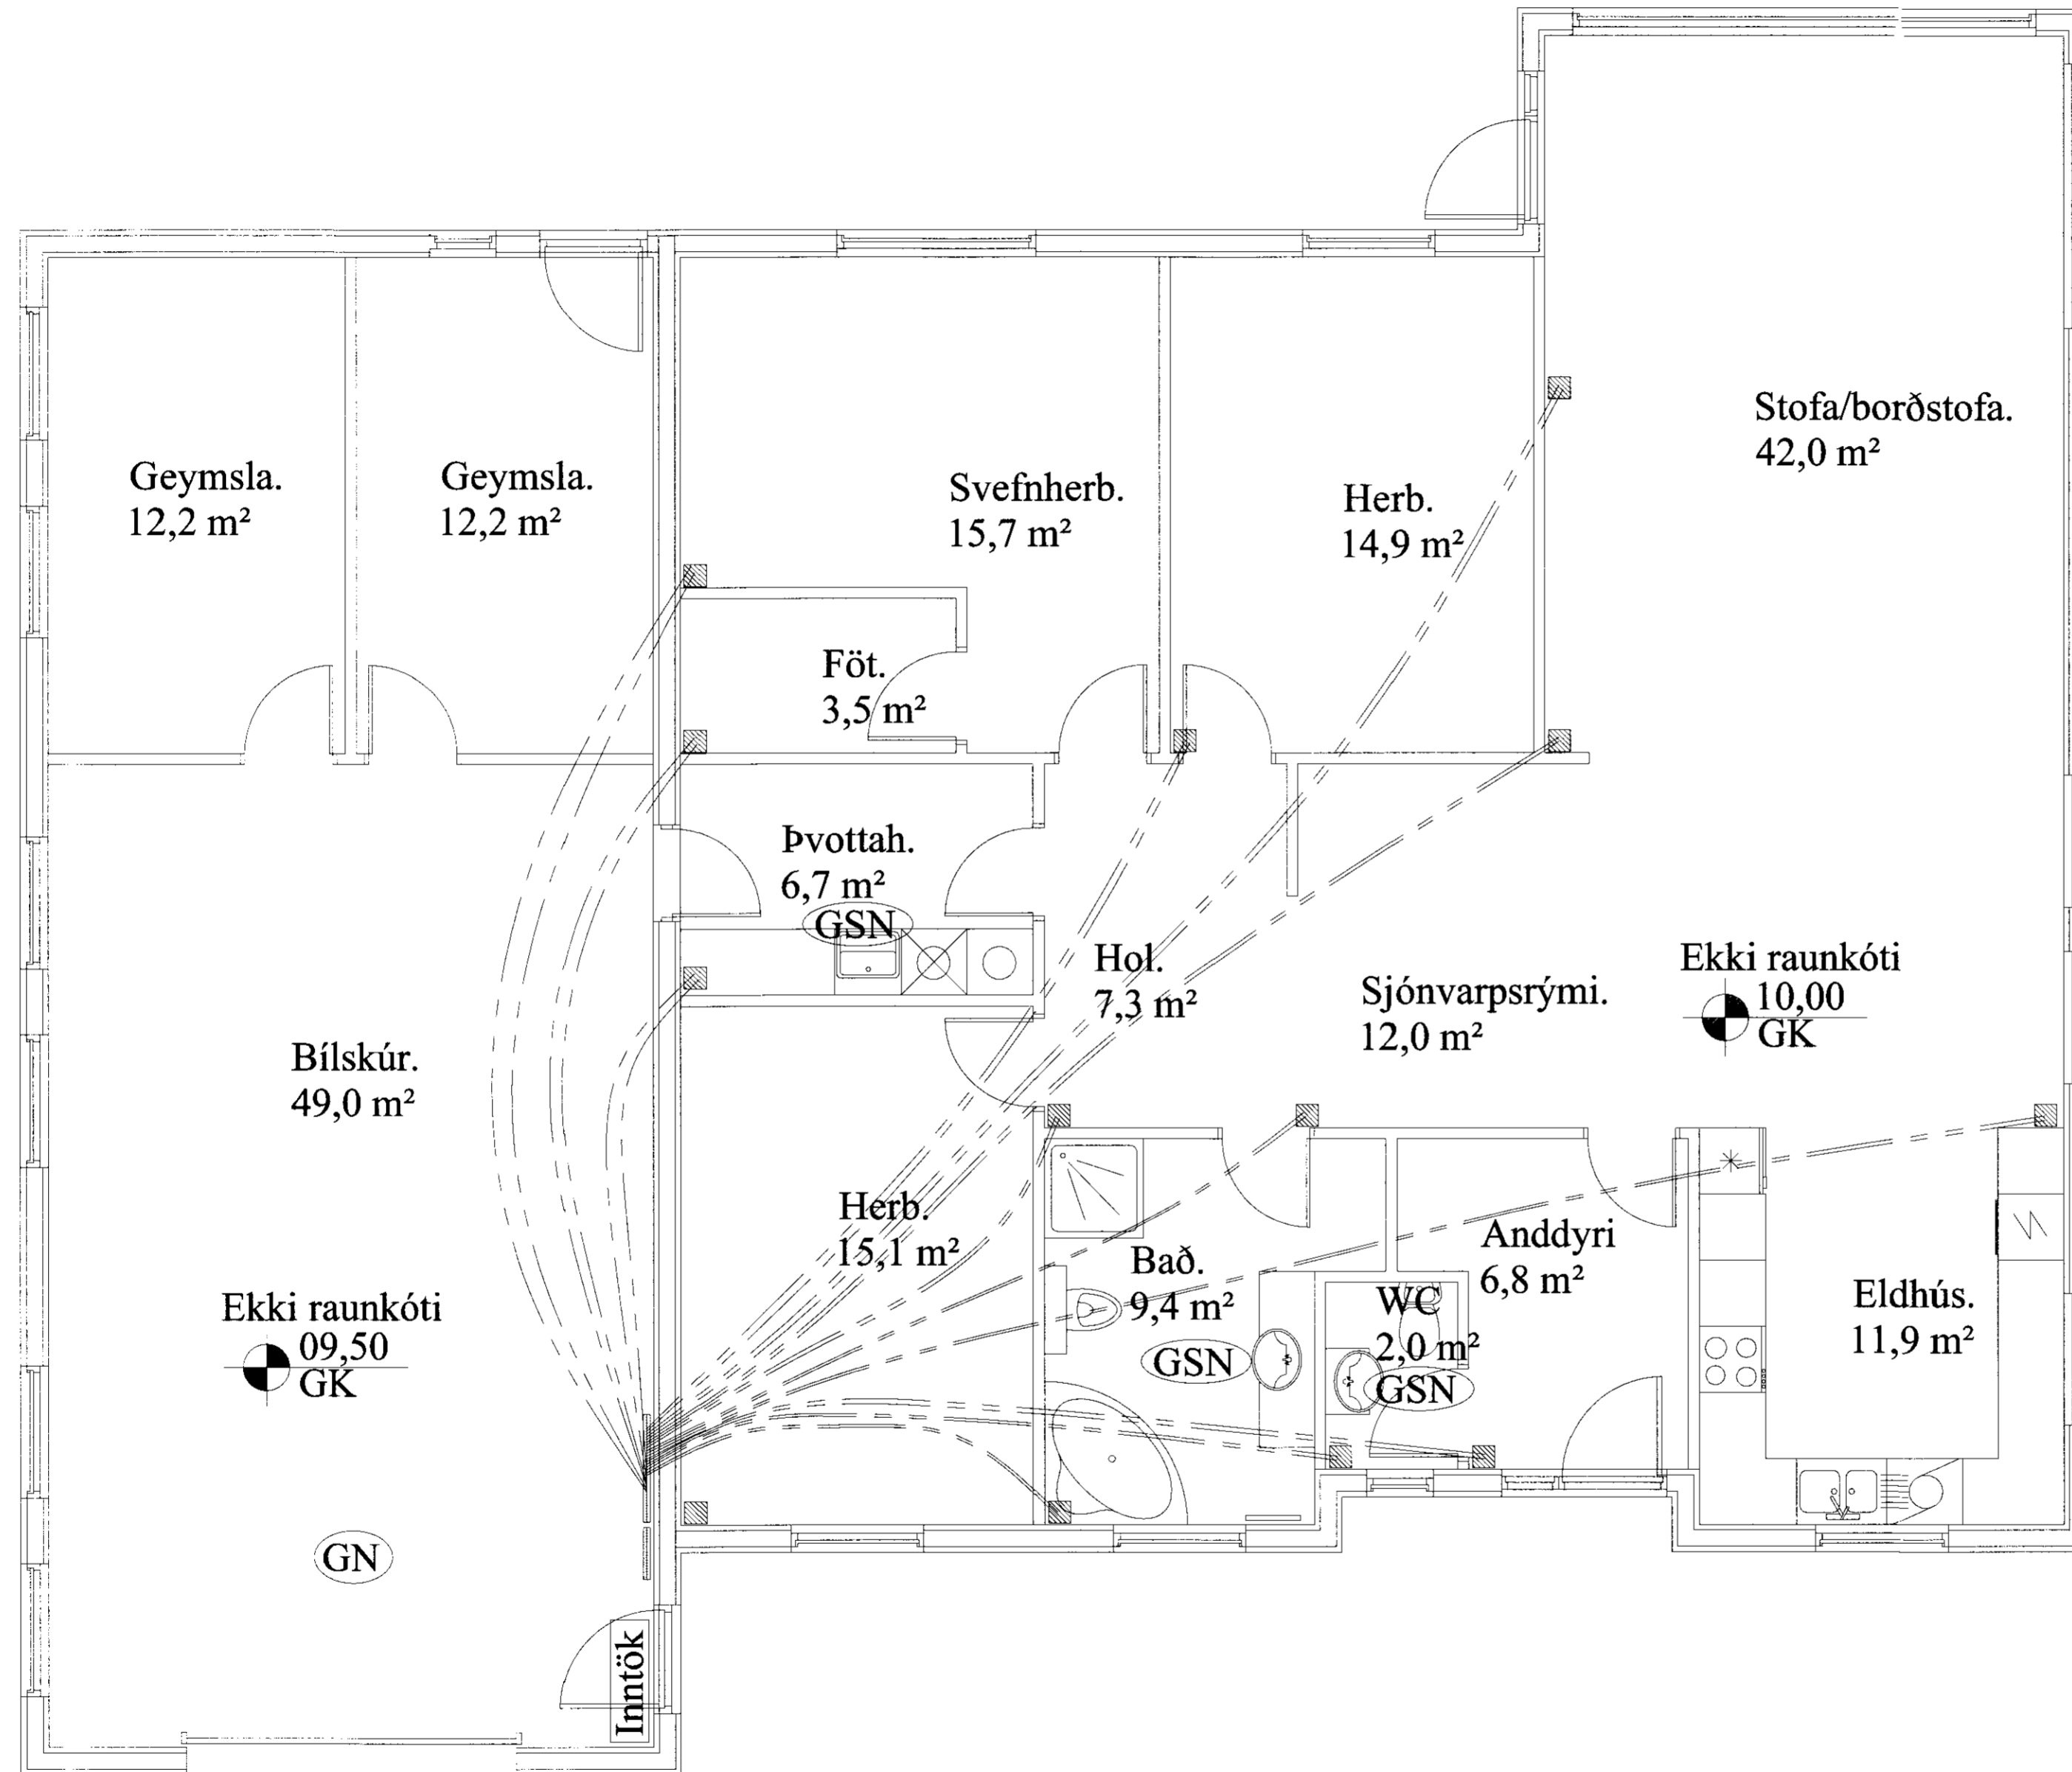 Stofa/borðstofa.
42,0 m²
Geymsla.
12,2 m²
Geymsla.
12,2 m²
Svefnherb.
15,7 m²
Herb.
14,9 m²
Föt.
3,5 m²
Þvottah.
6,7 m²
GSN
Hol.
7,3 m²
Sjónvarpsrými.
12,0 m²
Ekki raunkóti
10,00
GK
Bílskúr.
49,0 m²
Herb.
15,1 m²
Bað.
9,4 m²
GSN
WC
2,0 m²
GSN
Anddyri
6,8 m²
Eldhús.
11,9 m²
Ekki raunkóti
09,50
GK
GN
Inntök